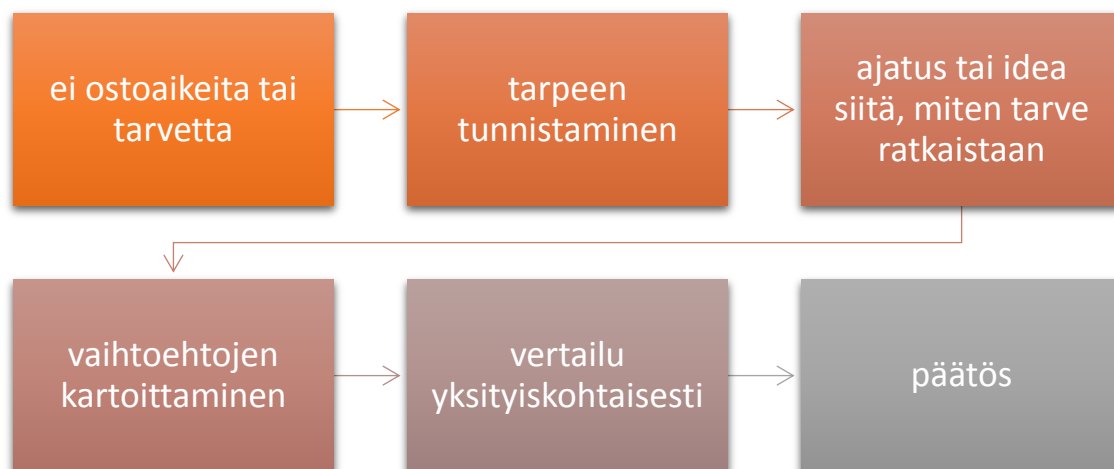 ei ostoaikeita tai
tarvetta
tarpeen
tunnistaminen
ajatus tai idea
siitä, miten tarve
ratkaistaan
vaihtoehtojen
kartoittaminen
vertailu
yksityiskohtaisesti
päätös